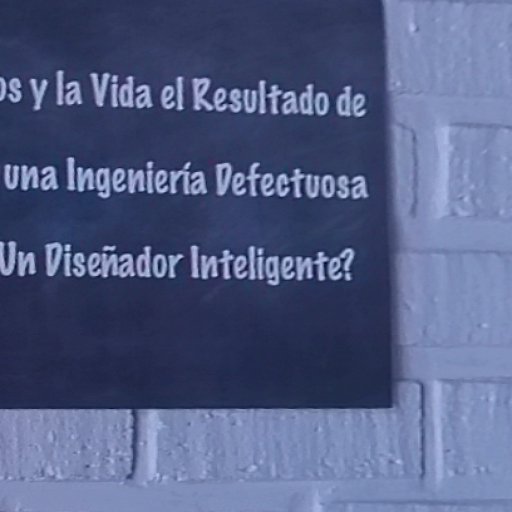 os y la Vida el Resultado de
una Ingeniería Defectuosa
Un Diseñador Inteligente?